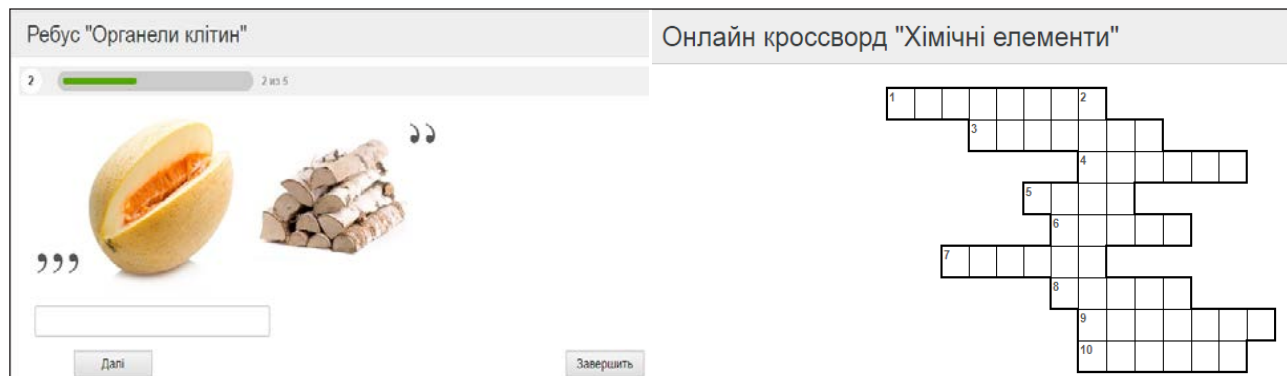 Ребус "Органели клітин"
2
2 из 5
,,,
,,
Далі
Завершить
Онлайн кроссворд "Хімічні елементи"
1 2
3
4
5
6
7
8
9
10